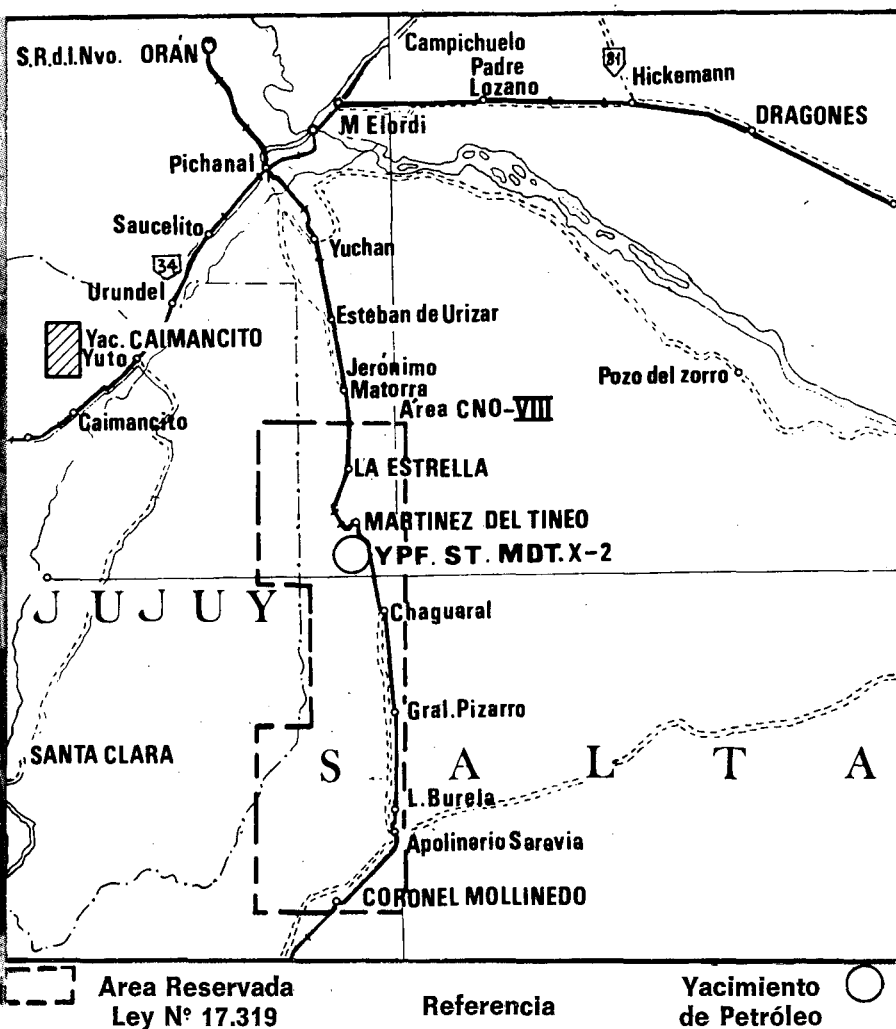 Campichuelo
81
S.R.d.l.Nvo. ORÁN
Padre
Lozano
Hickemann
DRAGONES
M Elordi
Pichanal
Saucelito
Yuchan
34
Urundel
Esteban de Urizar
Yac. CAIMANCITO
Yuto
Jerónimo
Matorra
Pozo del zorro
Área CNO-VIII
Caimancito
LA ESTRELLA
MARTINEZ DEL TINEO
YPF. ST. MDT. X-2
JUJUY
Chaguaral
Gral. Pizarro
SANTA CLARA
SALTA
L. Burela
Apolinario Saravia
CORONEL MOLLINEDO
Area Reservada
Ley Nº 17.319
Referencia
Yacimiento
de Petróleo